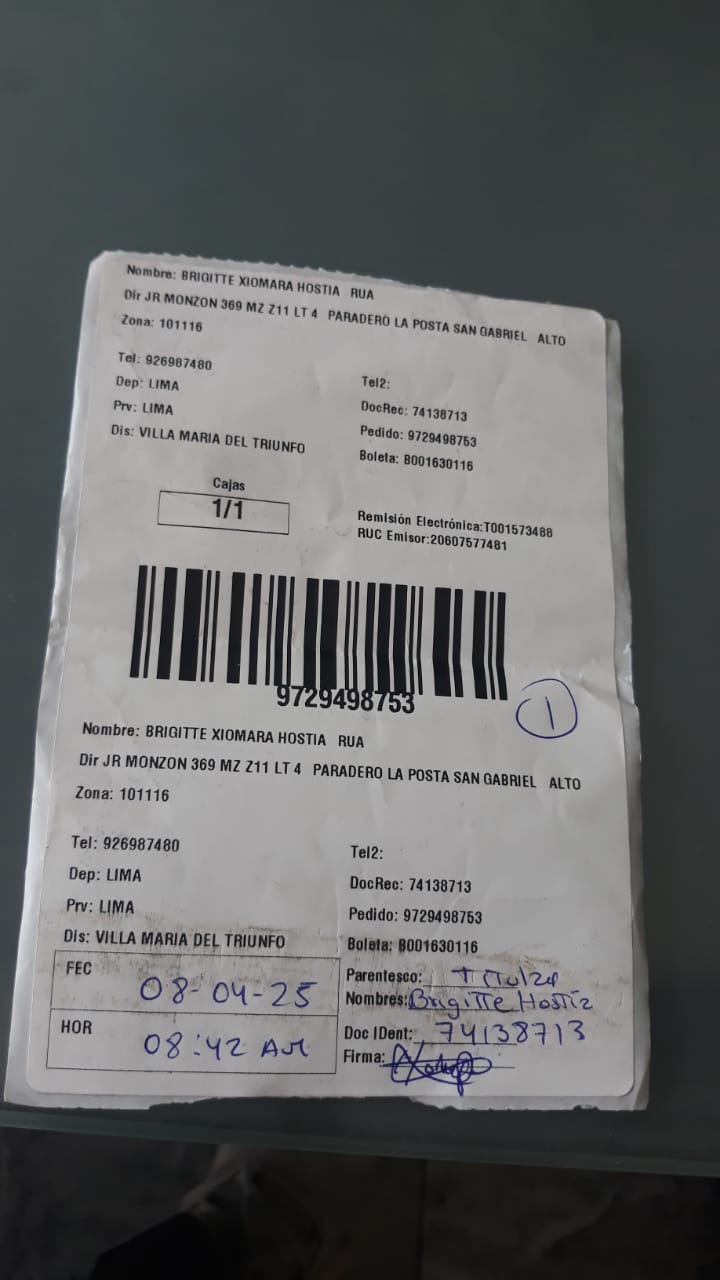 Nombre: BRIGITTE XIOMARA HOSTIA RUA
Dir JR MONZON 369 MZ Z11 LT 4 PARADERO LA POSTA SAN GABRIEL ALTO
Zona: 101116
Tel: 926987480 Tel2:
Dep: LIMA DocRec: 74138713
Prv: LIMA Pedido: 9729498753
Dis: VILLA MARIA DEL TRIUNFO Boleta: B001630116
Cajas
1/1
Remisión Electrónica:T001573488
RUC Emisor:20607577481
9729498753
1
Nombre: BRIGITTE XIOMARA HOSTIA RUA
Dir JR MONZON 369 MZ Z11 LT 4 PARADERO LA POSTA SAN GABRIEL ALTO
Zona: 101116
Tel: 926987480 Tel2:
Dep: LIMA DocRec: 74138713
Prv: LIMA Pedido: 9729498753
Dis: VILLA MARIA DEL TRIUNFO Boleta: B001630116
FEC 08-04-25 Parentesco:
Nombres: Brigitte Hostia
HOR 08:42 AM Doc IDent: 74138713
Firma: